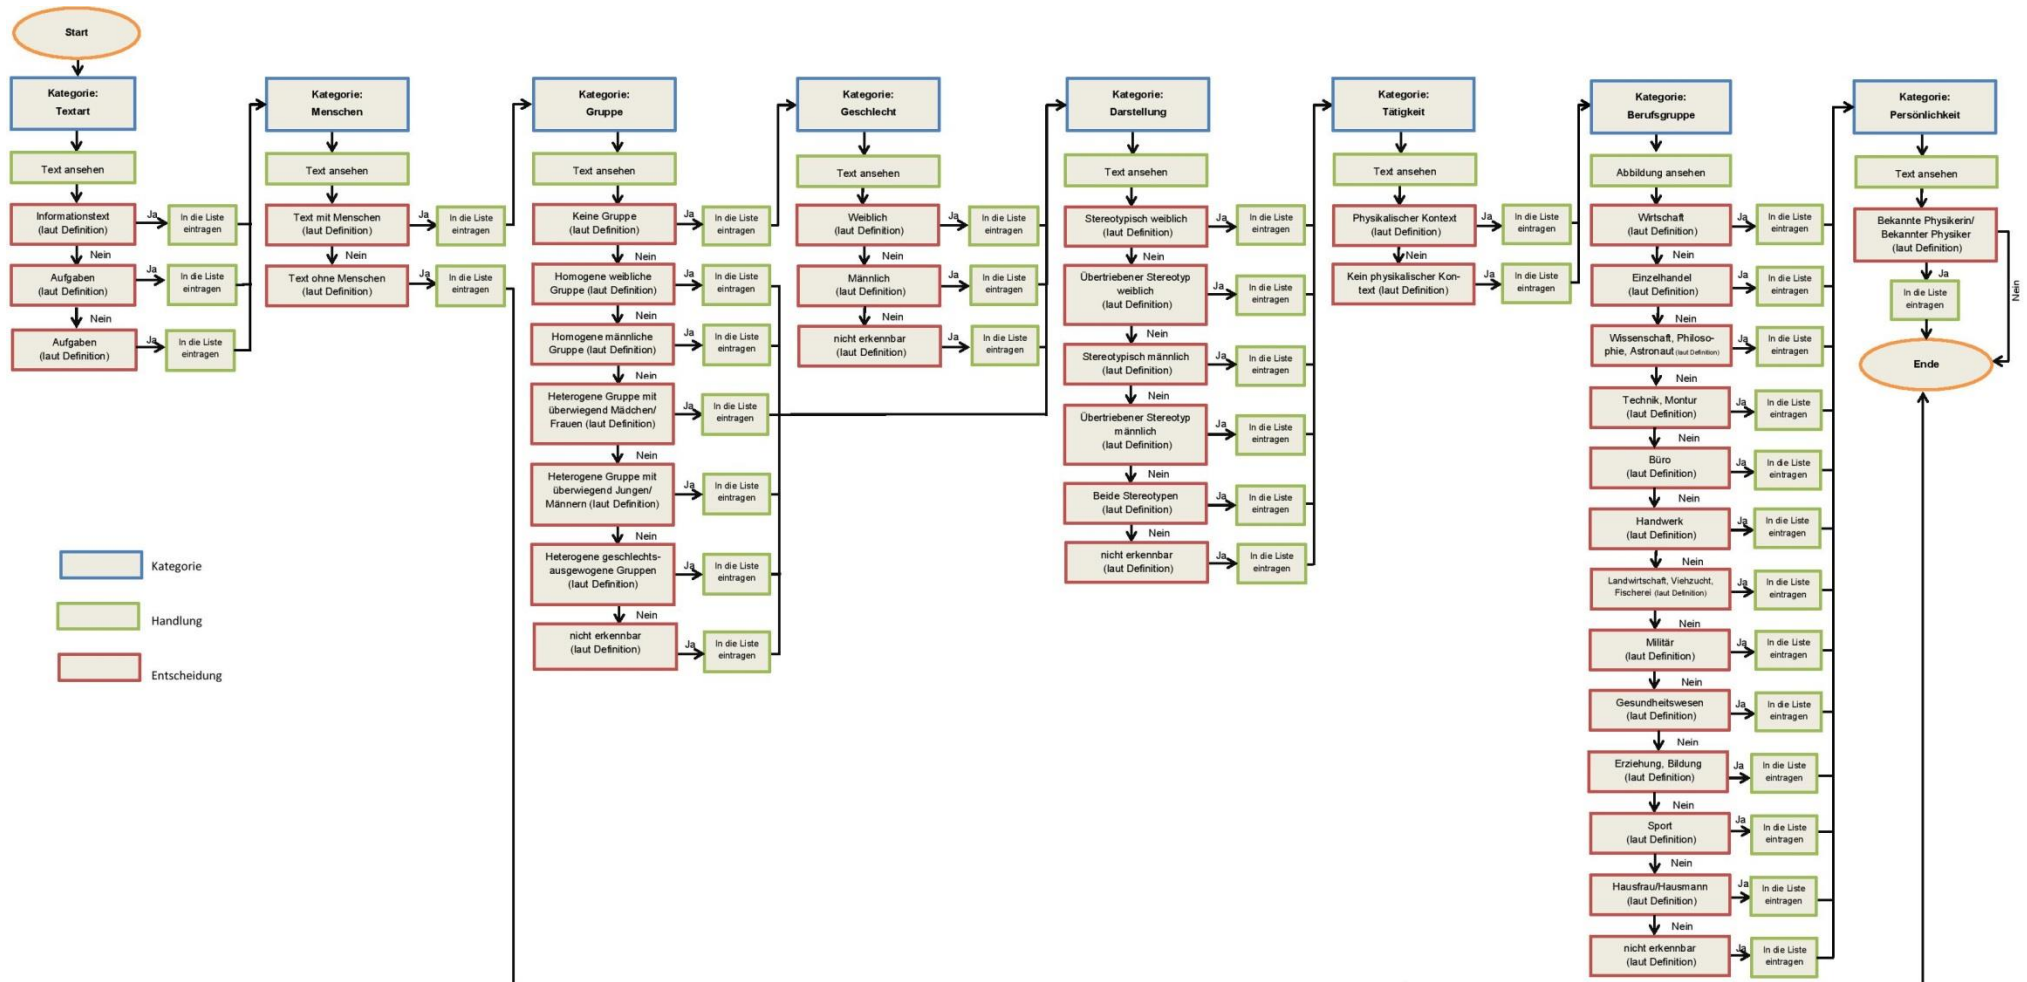 Start
Kategorie:
Textart
Text ansehen
Informationstext
(laut Definition)
Ja
In die Liste
eintragen
Nein
Aufgaben
(laut Definition)
Ja
In die Liste
eintragen
Nein
Aufgaben
(laut Definition)
Ja
In die Liste
eintragen
Kategorie:
Menschen
Text ansehen
Text mit Menschen
(laut Definition)
Ja
In die Liste
eintragen
Nein
Text ohne Menschen
(laut Definition)
Ja
In die Liste
eintragen
Kategorie:
Gruppe
Text ansehen
Keine Gruppe
(laut Definition)
Ja
In die Liste
eintragen
Nein
Homogene weibliche
Gruppe (laut Definition)
Ja
In die Liste
eintragen
Nein
Homogene männliche
Gruppe (laut Definition)
Ja
In die Liste
eintragen
Nein
Heterogene Gruppe mit
überwiegend Mädchen/
Frauen (laut Definition)
Ja
In die Liste
eintragen
Nein
Heterogene Gruppe mit
überwiegend Jungen/
Männern (laut Definition)
Ja
In die Liste
eintragen
Nein
Heterogene geschlechts-
ausgewogene Gruppen
(laut Definition)
Ja
In die Liste
eintragen
Nein
nicht erkennbar
(laut Definition)
Ja
In die Liste
eintragen
Kategorie:
Geschlecht
Text ansehen
Weiblich
(laut Definition)
Ja
In die Liste
eintragen
Nein
Männlich
(laut Definition)
Ja
In die Liste
eintragen
Nein
nicht erkennbar
(laut Definition)
Ja
In die Liste
eintragen
Kategorie:
Darstellung
Text ansehen
Stereotypisch weiblich
(laut Definition)
Ja
In die Liste
eintragen
Nein
Übertriebener Stereotyp
weiblich
(laut Definition)
Ja
In die Liste
eintragen
Nein
Stereotypisch männlich
(laut Definition)
Ja
In die Liste
eintragen
Nein
Übertriebener Stereotyp
männlich
(laut Definition)
Ja
In die Liste
eintragen
Nein
Beide Stereotypen
(laut Definition)
Ja
In die Liste
eintragen
Nein
nicht erkennbar
(laut Definition)
Ja
In die Liste
eintragen
Kategorie:
Tätigkeit
Text ansehen
Physikalischer Kontext
(laut Definition)
Ja
In die Liste
eintragen
Nein
Kein physikalischer Kon-
text (laut Definition)
Ja
In die Liste
eintragen
Kategorie:
Berufsgruppe
Abbildung ansehen
Wirtschaft
(laut Definition)
Ja
In die Liste
eintragen
Nein
Einzelhandel
(laut Definition)
Ja
In die Liste
eintragen
Nein
Wissenschaft, Philoso-
phie, Astronaut (laut Definition)
Ja
In die Liste
eintragen
Nein
Technik, Montur
(laut Definition)
Ja
In die Liste
eintragen
Nein
Büro
(laut Definition)
Ja
In die Liste
eintragen
Nein
Handwerk
(laut Definition)
Ja
In die Liste
eintragen
Nein
Landwirtschaft, Viehzucht,
Fischerei (laut Definition)
Ja
In die Liste
eintragen
Nein
Militär
(laut Definition)
Ja
In die Liste
eintragen
Nein
Gesundheitswesen
(laut Definition)
Ja
In die Liste
eintragen
Nein
Erziehung, Bildung
(laut Definition)
Ja
In die Liste
eintragen
Nein
Sport
(laut Definition)
Ja
In die Liste
eintragen
Nein
Hausfrau/Hausmann
(laut Definition)
Ja
In die Liste
eintragen
Nein
nicht erkennbar
(laut Definition)
Ja
In die Liste
eintragen
Kategorie:
Persönlichkeit
Text ansehen
Bekannte Physikerin/
Bekannter Physiker
(laut Definition)
Ja
In die Liste
eintragen
Nein
Ende
Kategorie
Handlung
Entscheidung